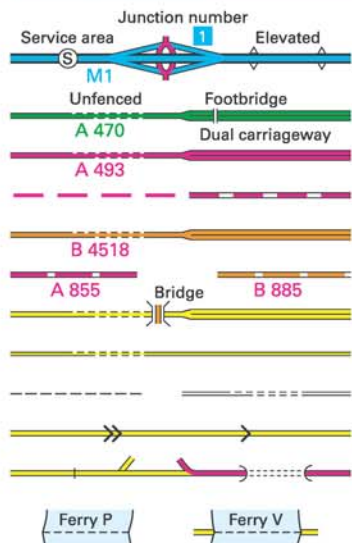 Junction number
Service area 1 Elevated
S
M1
Unfenced Footbridge
A 470 Dual carriageway
A 493
B 4518
A 855 B 885
Bridge
Ferry P Ferry V